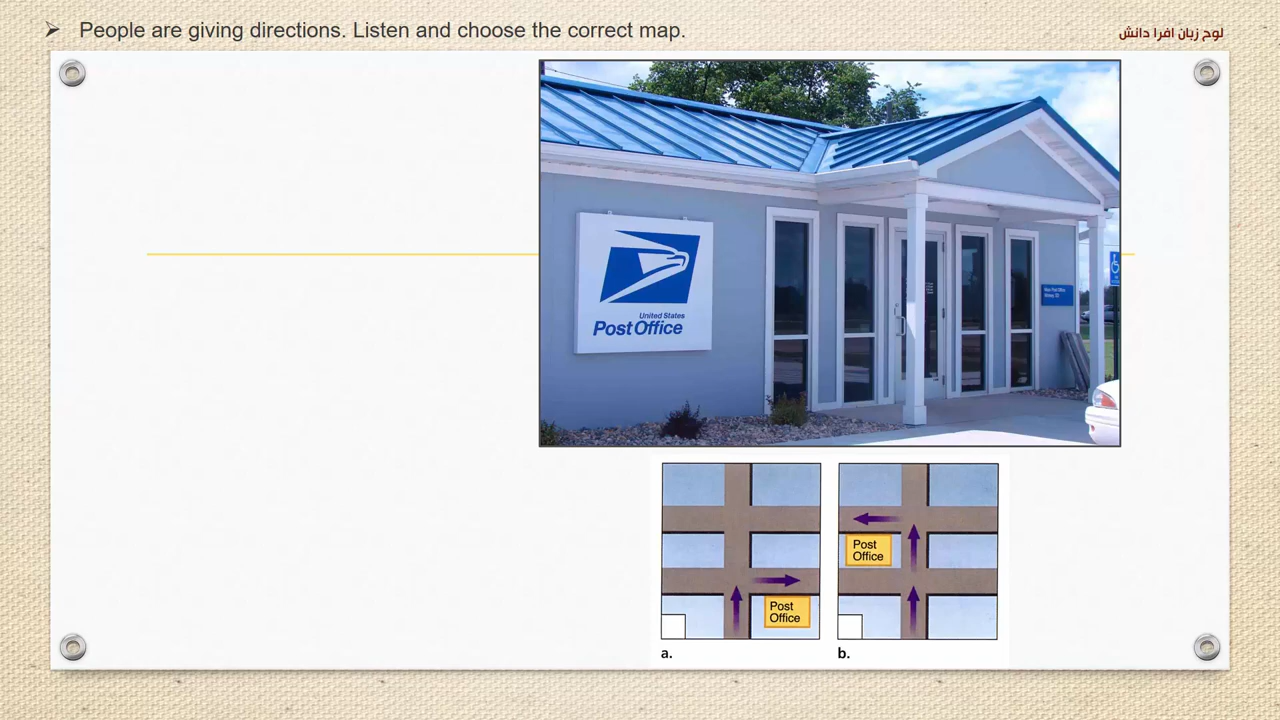 ➢ People are giving directions. Listen and choose the correct map.
لوح زبان افرا دانش
United States
Post Office
Post
Office
a.
Post
Office
b.